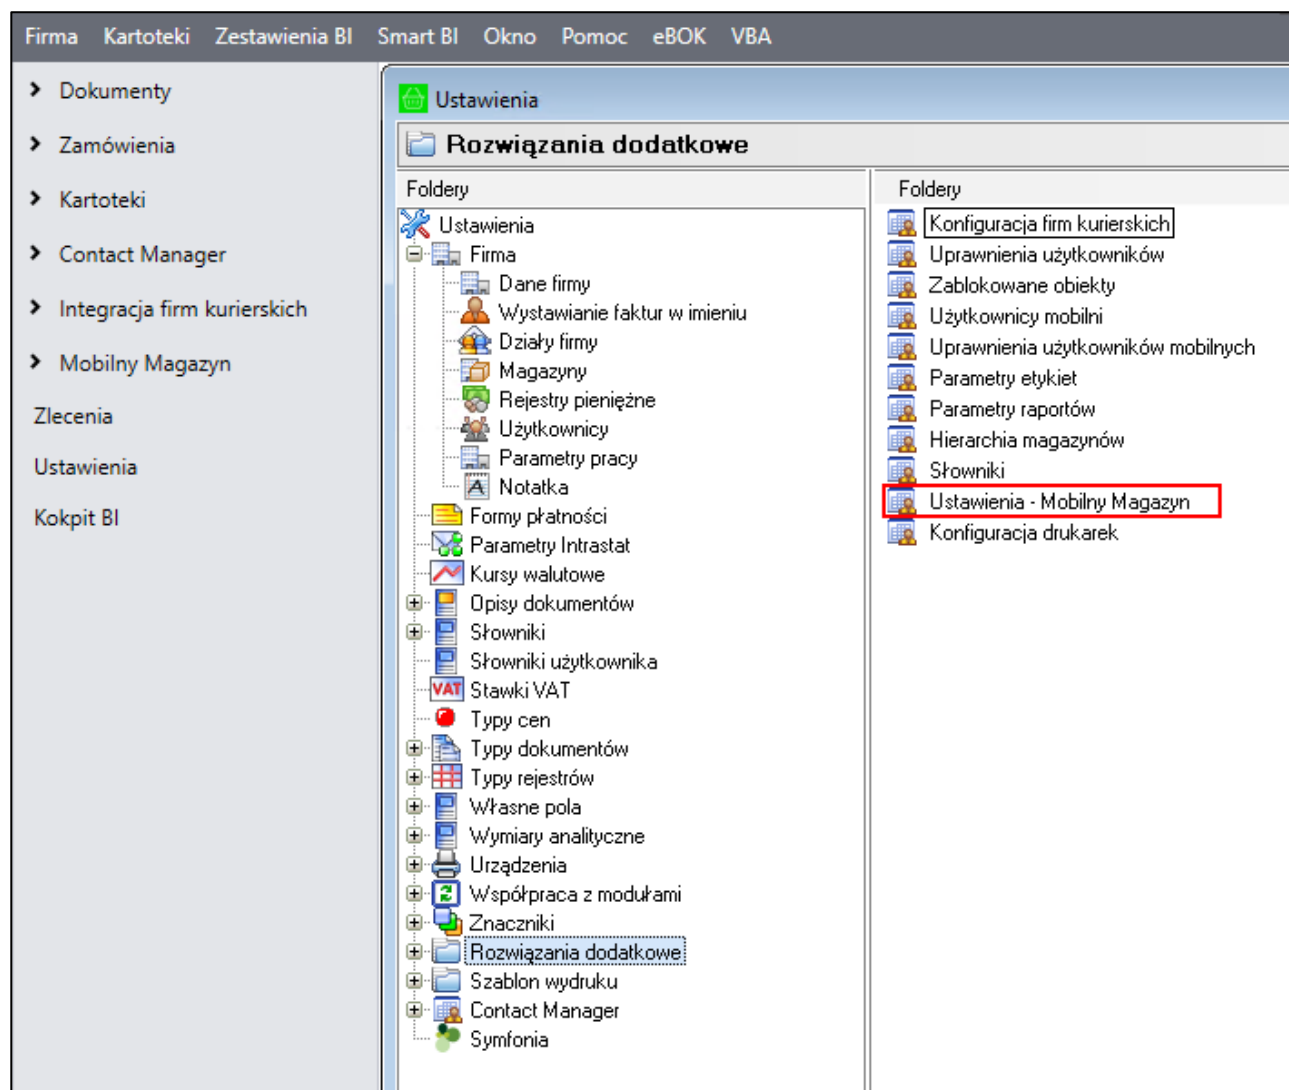 Firma Kartoteki Zestawienia BI Smart BI Okno Pomoc eBOK VBA
Dokumenty
Zamówienia
Kartoteki
Contact Manager
Integracja firm kurierskich
Mobilny Magazyn
Zlecenia
Ustawienia
Kokpit BI
Ustawienia
Rozwiązania dodatkowe
Foldery
Ustawienia
Firma
Dane firmy
Wystawianie faktur w imieniu
Działy firmy
Magazyny
Rejestry pieniężne
Użytkownicy
Parametry pracy
Notatka
Formy płatności
Parametry Intrastat
Kursy walutowe
Opisy dokumentów
Słowniki
Słowniki użytkownika
VAT Stawki VAT
Typy cen
Typy dokumentów
Typy rejestrów
Własne pola
Wymiary analityczne
Urządzenia
Współpraca z modułami
Znaczniki
Rozwiązania dodatkowe
Szablon wydruku
Contact Manager
Symfonia
Foldery
Konfiguracja firm kurierskich
Uprawnienia użytkowników
Zablokowane obiekty
Użytkownicy mobilni
Uprawnienia użytkowników mobilnych
Parametry etykiet
Parametry raportów
Hierarchia magazynów
Słowniki
Ustawienia - Mobilny Magazyn
Konfiguracja drukarek